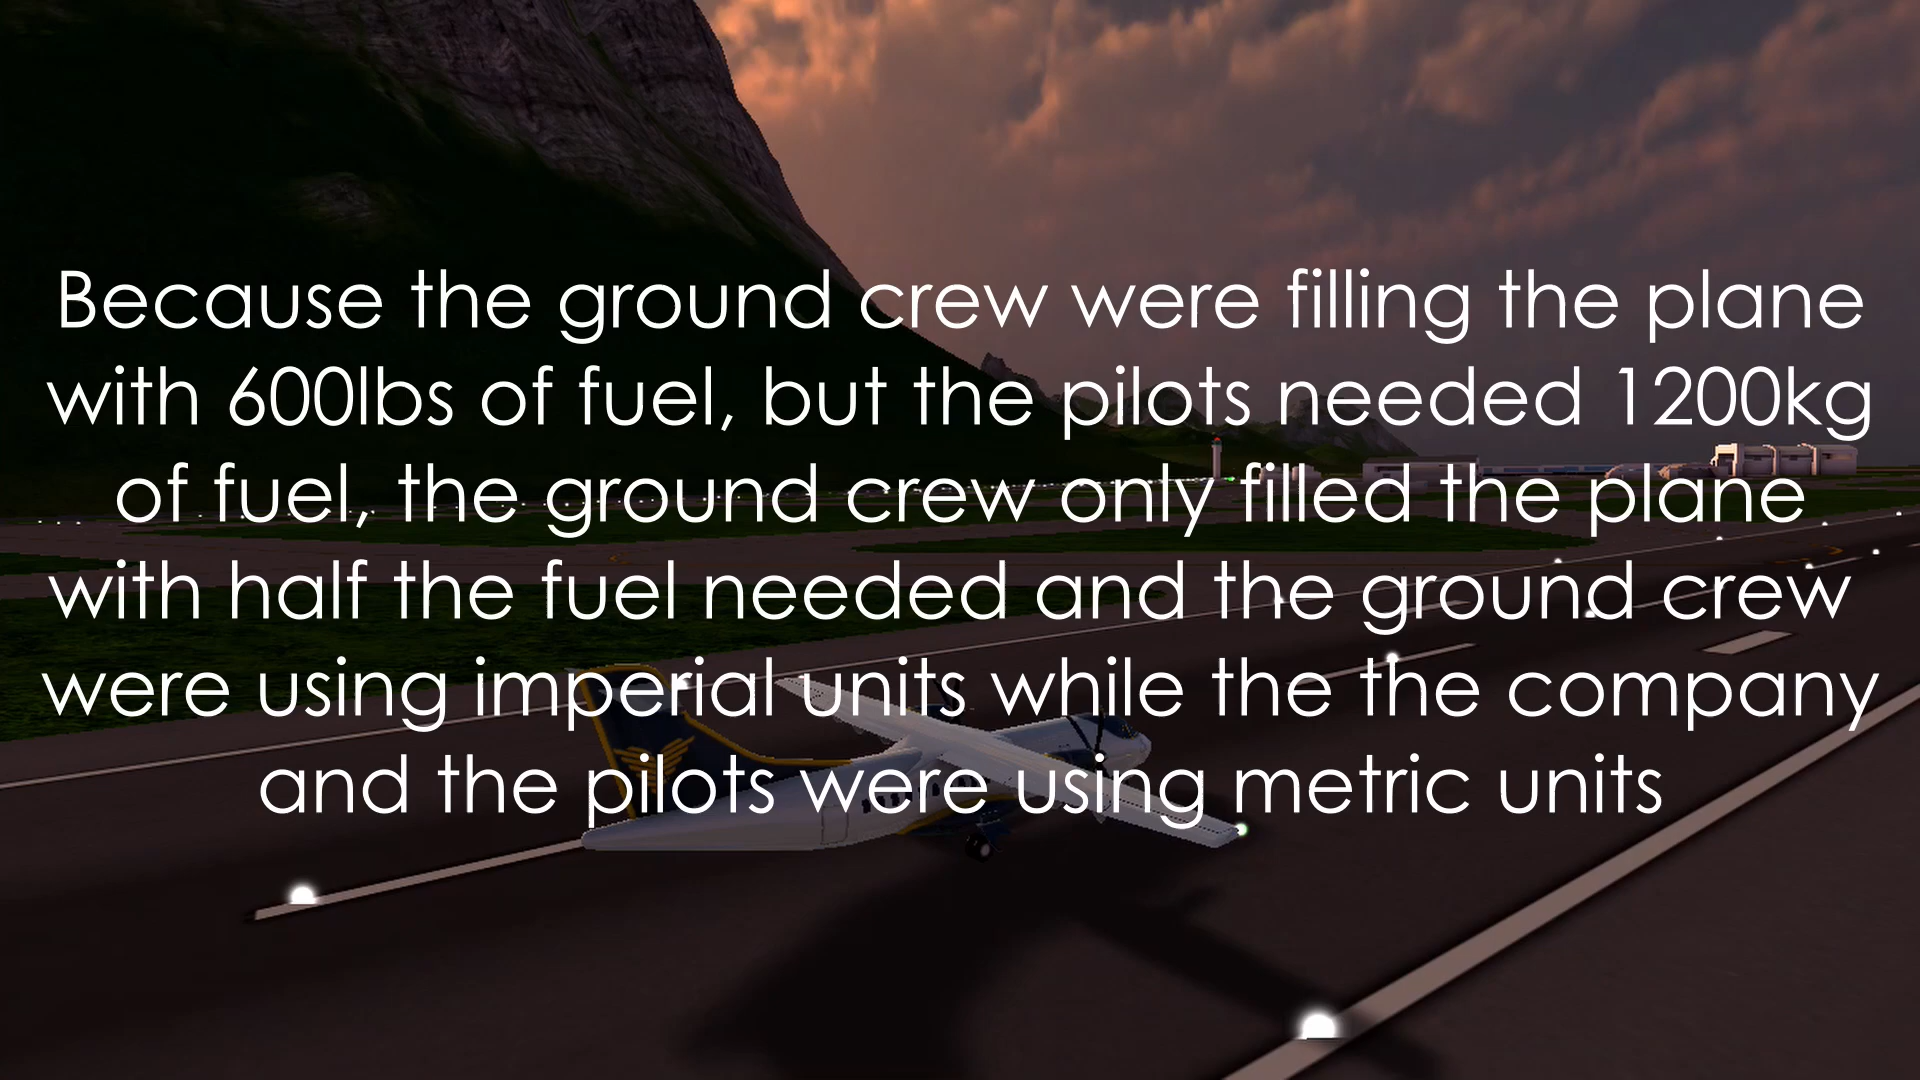 Because the ground crew were filling the plane
with 600lbs of fuel, but the pilots needed 1200kg
of fuel, the ground crew only filled the plane
with half the fuel needed and the ground crew
were using imperial units while the the company
and the pilots were using metric units